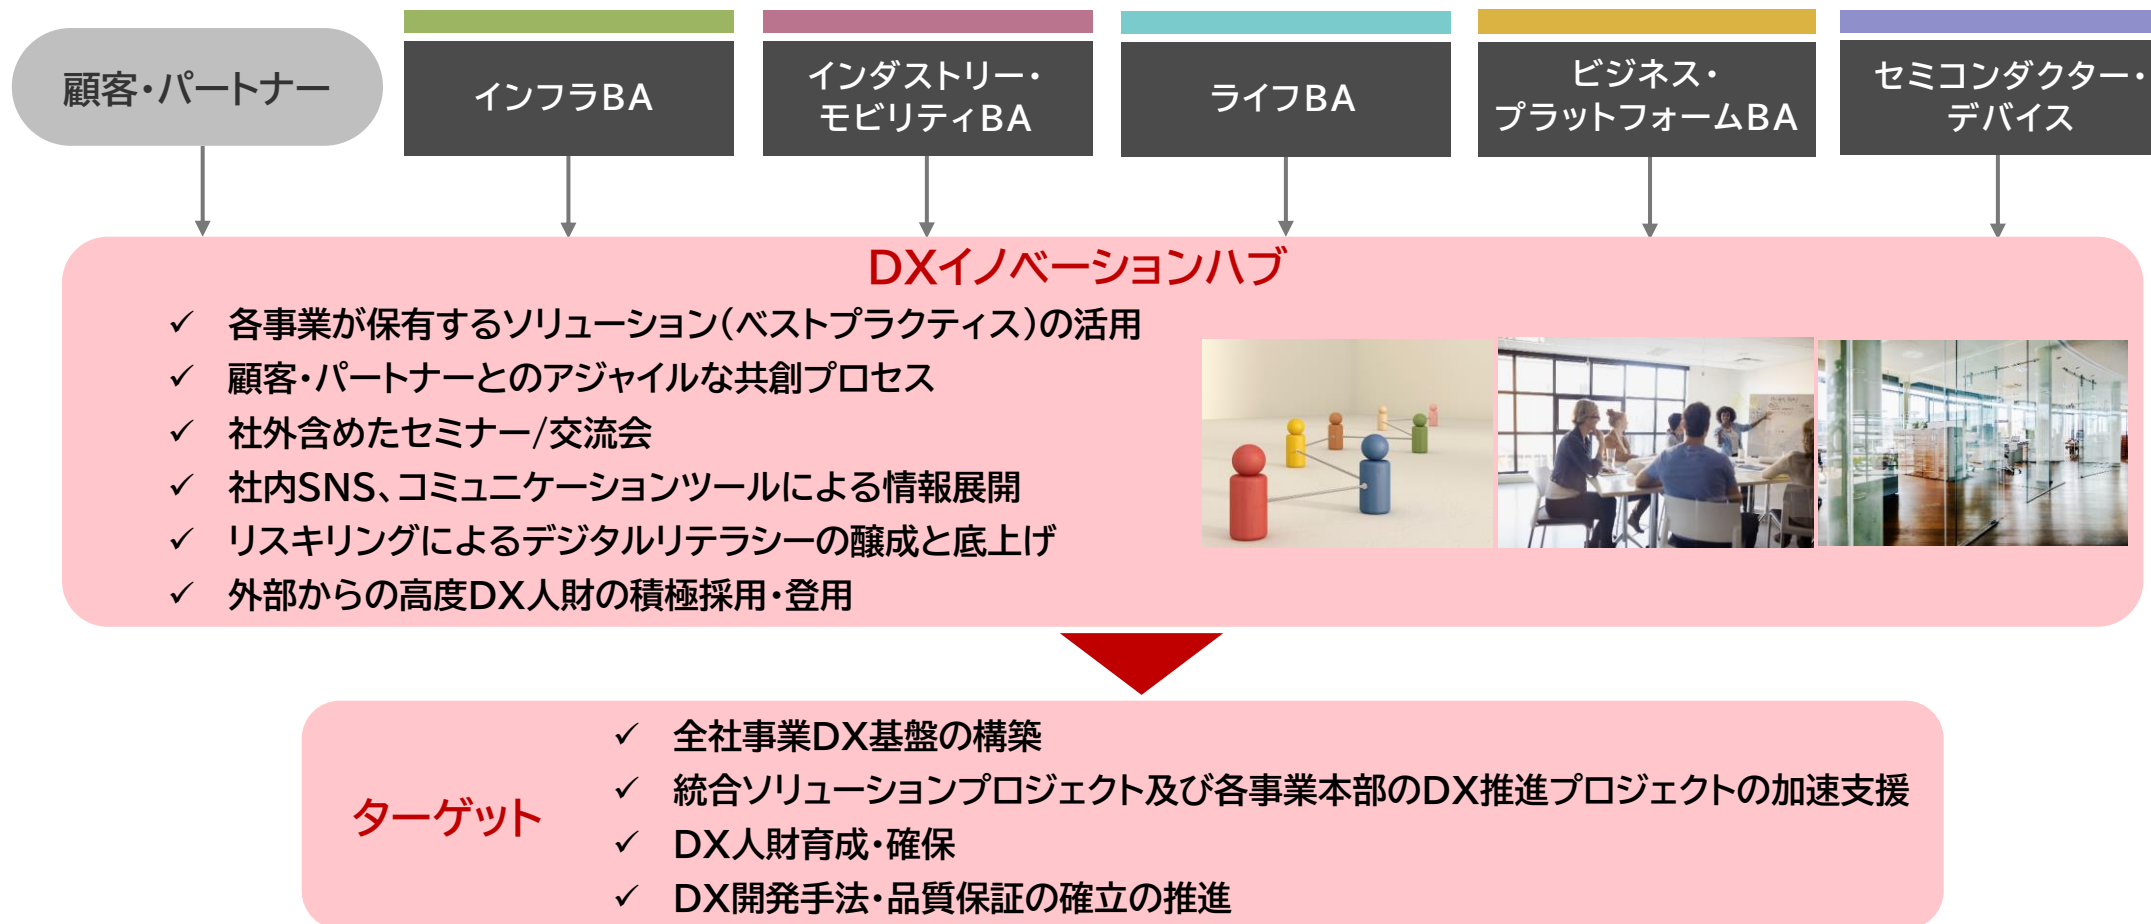 顧客・パートナー
インフラBA
インダストリー・
モビリティBA
ライフBA
ビジネス・
プラットフォームBA
セミコンダクター・
デバイス
DXイノベーションハブ
✓ 各事業が保有するソリューション(ベストプラクティス)の活用
✓ 顧客・パートナーとのアジャイルな共創プロセス
✓ 社外含めたセミナー/交流会
✓ 社内SNS、コミュニケーションツールによる情報展開
✓ リスキリングによるデジタルリテラシーの醸成と底上げ
✓ 外部からの高度DX人財の積極採用・登用
ターゲット
✓ 全社事業DX基盤の構築
✓ 統合ソリューションプロジェクト及び各事業本部のDX推進プロジェクトの加速支援
✓ DX人財育成・確保
✓ DX開発手法・品質保証の確立の推進